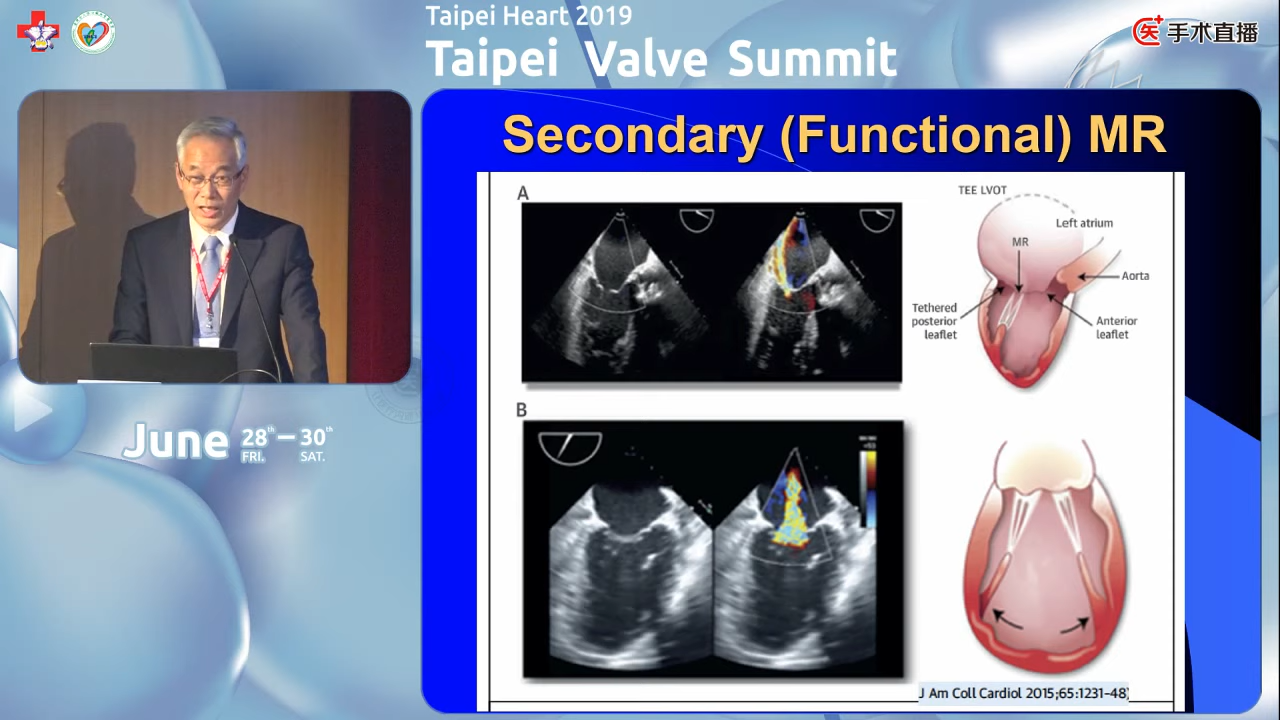 Taipei Heart 2019
Taipei Valve Summit
手术直播
Secondary (Functional) MR
A
TEE LVOT
Left atrium
MR
Aorta
Tethered
posterior
leaflet
Anterior
leaflet
B
J Am Coll Cardiol 2015;65:1231-48)
June 28th — 30th
FRI. SAT.